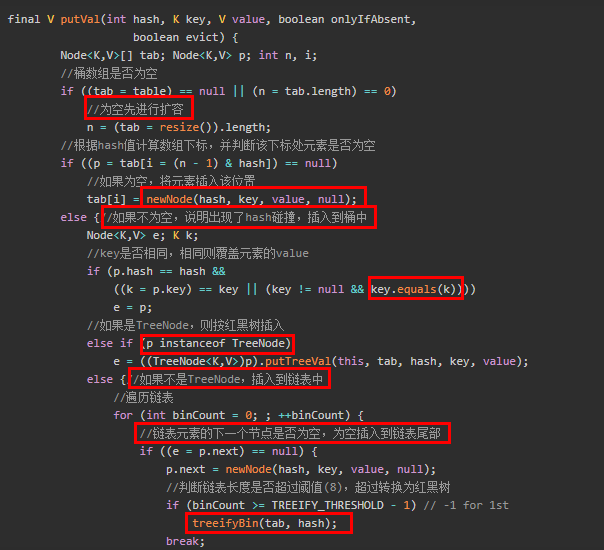 final V putVal(int hash, K key, V value, boolean onlyIfAbsent,
boolean evict) {
Node<K,V>[] tab; Node<K,V> p; int n, i;
//桶数组是否为空
if ((tab = table) == null || (n = tab.length) == 0)
//为空先进行扩容
n = (tab = resize()).length;
//根据hash值计算数组下标，并判断该下标处元素是否为空
if ((p = tab[i = (n - 1) & hash]) == null)
//如果为空，将元素插入该位置
tab[i] = newNode(hash, key, value, null);
else {//如果不为空，说明出现了hash碰撞，插入到桶中
Node<K,V> e; K k;
//key是否相同，相同则覆盖元素的value
if (p.hash == hash &&
((k = p.key) == key || (key != null && key.equals(k))))
e = p;
//如果是TreeNode，则按红黑树插入
else if (p instanceof TreeNode)
e = ((TreeNode<K,V>)p).putTreeVal(this, tab, hash, key, value);
else {//如果不是TreeNode，插入到链表中
//遍历链表
for (int binCount = 0; ; ++binCount) {
//链表元素的下一个节点是否为空，为空插入到链表尾部
if ((e = p.next) == null) {
p.next = newNode(hash, key, value, null);
//判断链表长度是否超过阈值(8)，超过转换为红黑树
if (binCount >= TREEIFY_THRESHOLD - 1) // -1 for 1st
treeifyBin(tab, hash);
break;